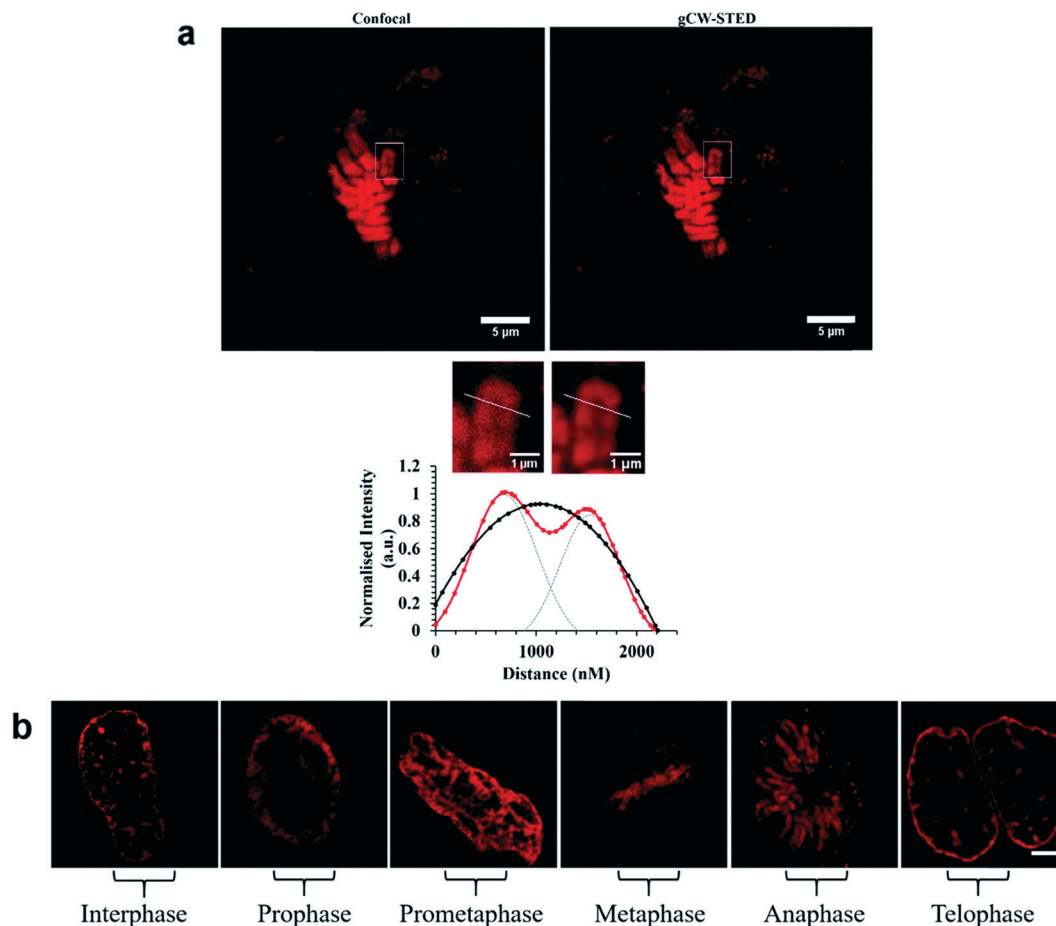 a
Confocal
gCW-STED
5 µm
5 µm
1 µm
1 µm
Normalised Intensity
(a.u.)
1.2
1
0.8
0.6
0.4
0.2
0
0
1000
2000
Distance (nM)
b
Interphase
Prophase
Prometaphase
Metaphase
Anaphase
Telophase